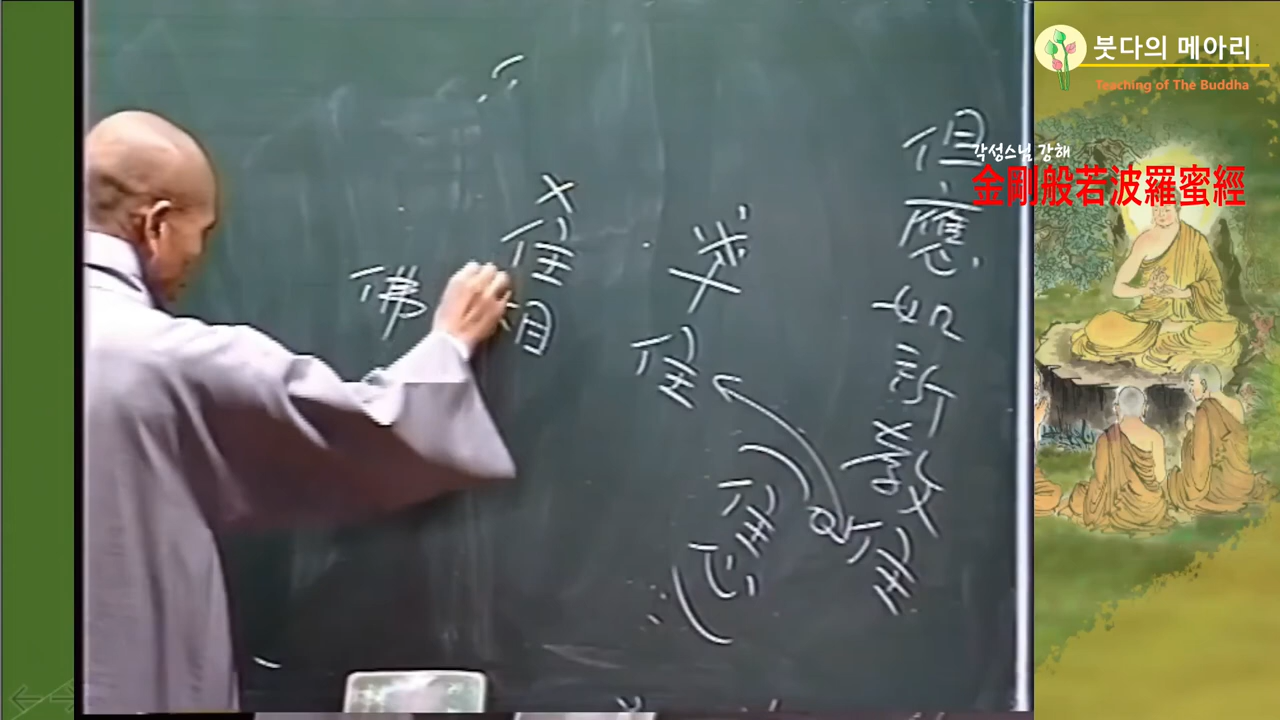 붓다의 메아리
Teaching of The Buddha
각성스님 강해
金剛般若波羅蜜經
但應如所教住
住
(住心)
×住相
佛